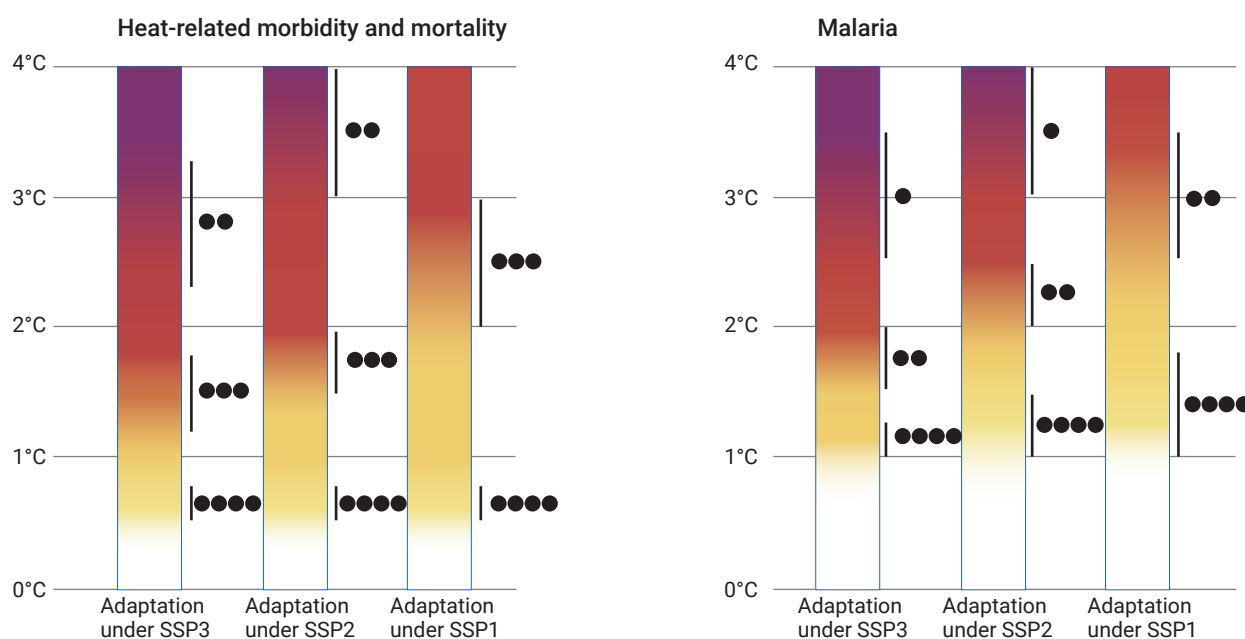 Heat-related morbidity and mortality
4°C
3°C
2°C
1°C
0°C
Adaptation
under SSP3
Adaptation
under SSP2
Adaptation
under SSP1
Malaria
4°C
3°C
2°C
1°C
0°C
Adaptation
under SSP3
Adaptation
under SSP2
Adaptation
under SSP1